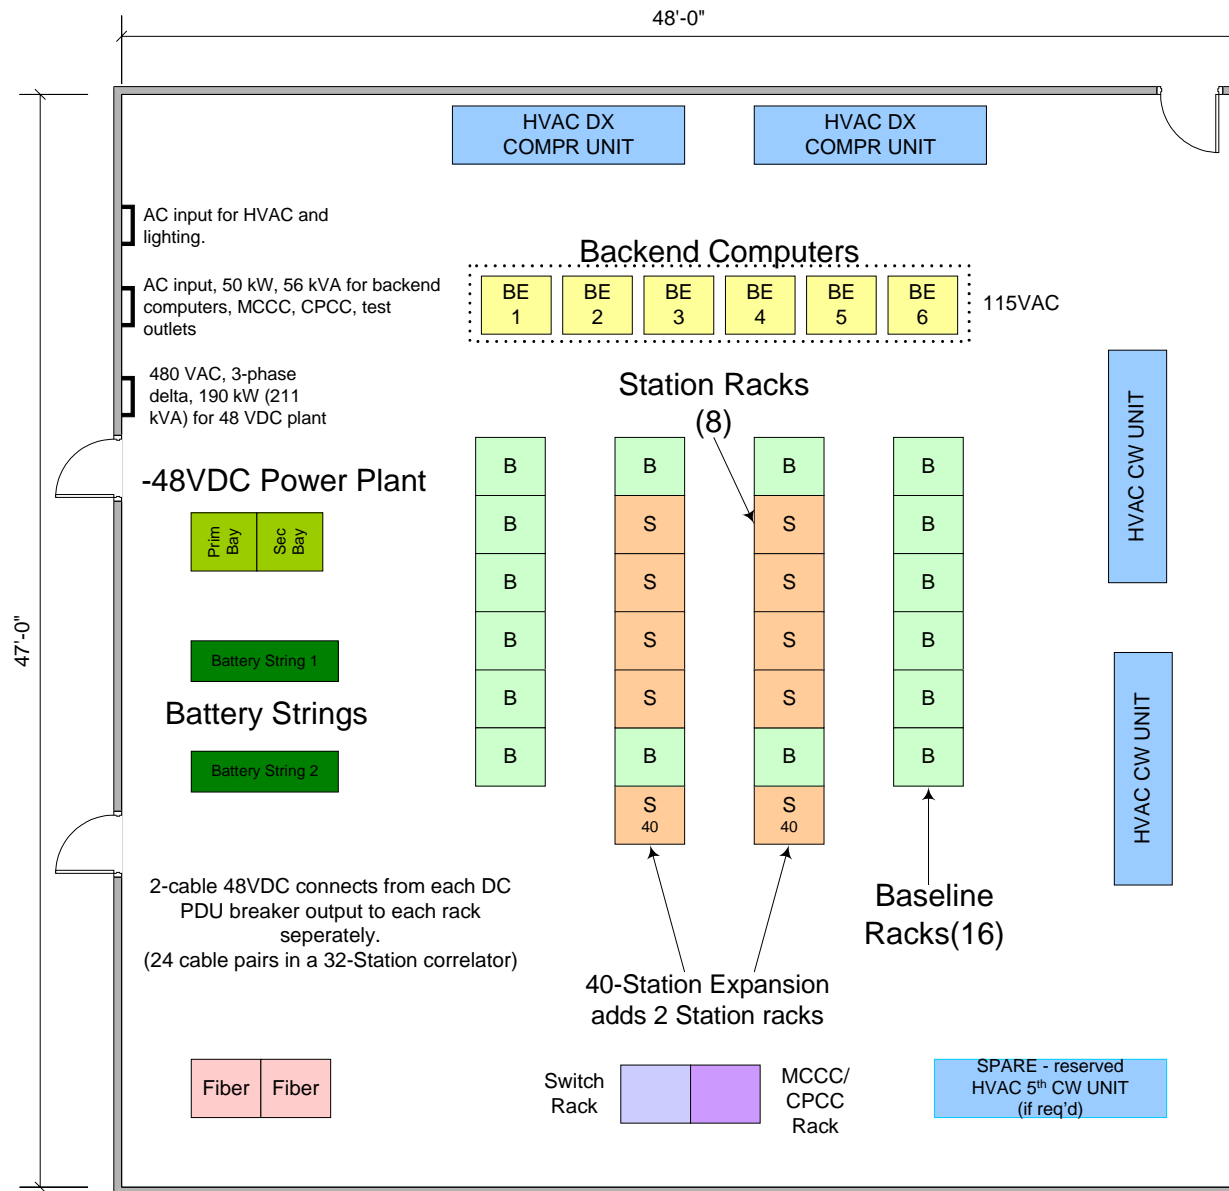 48'-0"
HVAC DX
COMPR UNIT
HVAC DX
COMPR UNIT
AC input for HVAC and
lighting.
Backend Computers
AC input, 50 kW, 56 kVA for backend
computers, MCCC, CPCC, test
outlets
BE
1
BE
2
BE
3
BE
4
BE
5
BE
6
115VAC
480 VAC, 3-phase
delta, 190 kW (211
kVA) for 48 VDC plant
Station Racks
(8)
HVAC CW UNIT
-48VDC Power Plant
Prim
Bay
Sec
Bay
B
B
B
B
B
B
B
S
S
S
S
B
S
40
B
S
S
S
S
B
S
40
B
B
B
B
B
B
47'-0"
Battery String 1
Battery Strings
Battery String 2
HVAC CW UNIT
2-cable 48VDC connects from each DC
PDU breaker output to each rack
seperately.
(24 cable pairs in a 32-Station correlator)
Baseline
Racks(16)
40-Station Expansion
adds 2 Station racks
Fiber
Fiber
Switch
Rack
MCCC/
CPCC
Rack
SPARE - reserved
HVAC 5th CW UNIT
(if req'd)